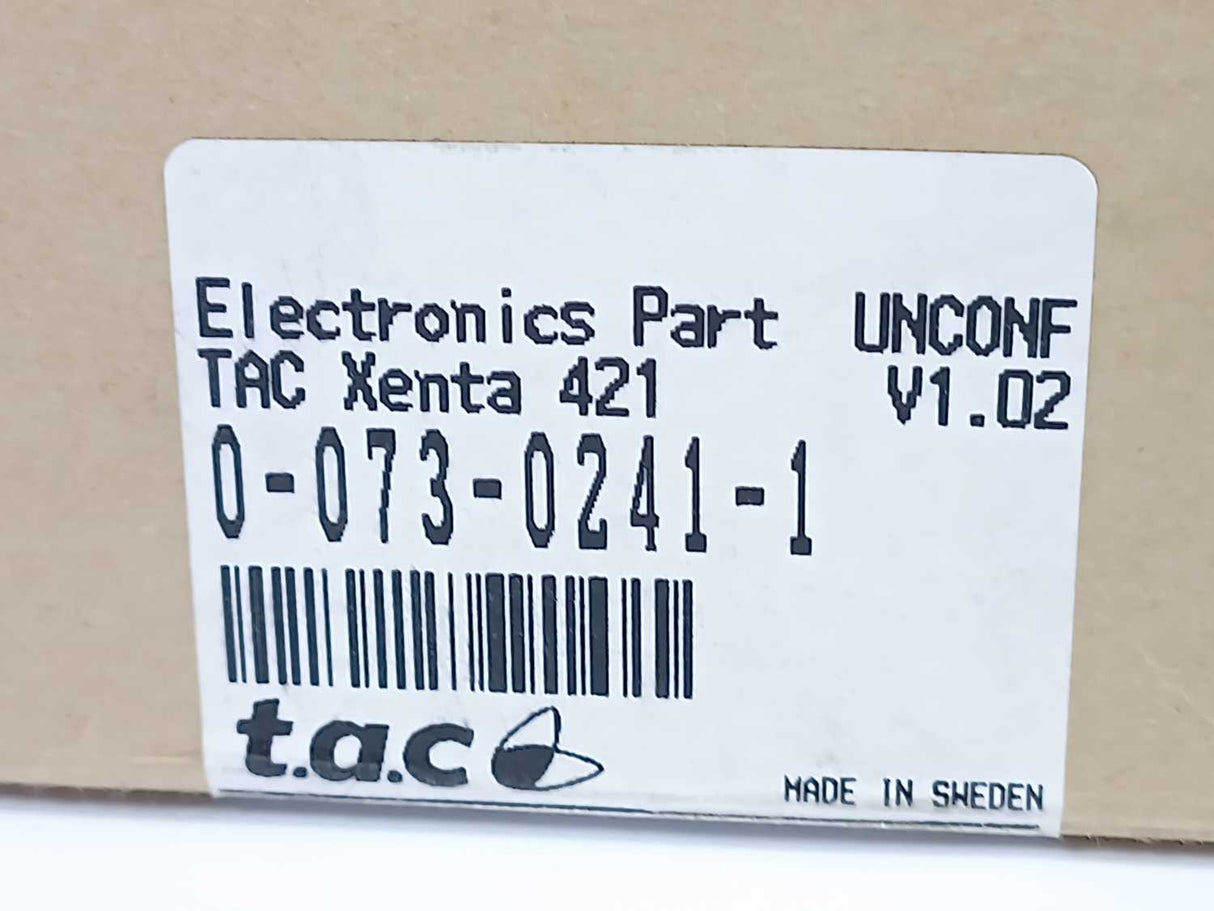 Electronics Part UNCONF
TAC Xenta 421 V1.02
0-073-0241-1
t.a.c
MADE IN SWEDEN